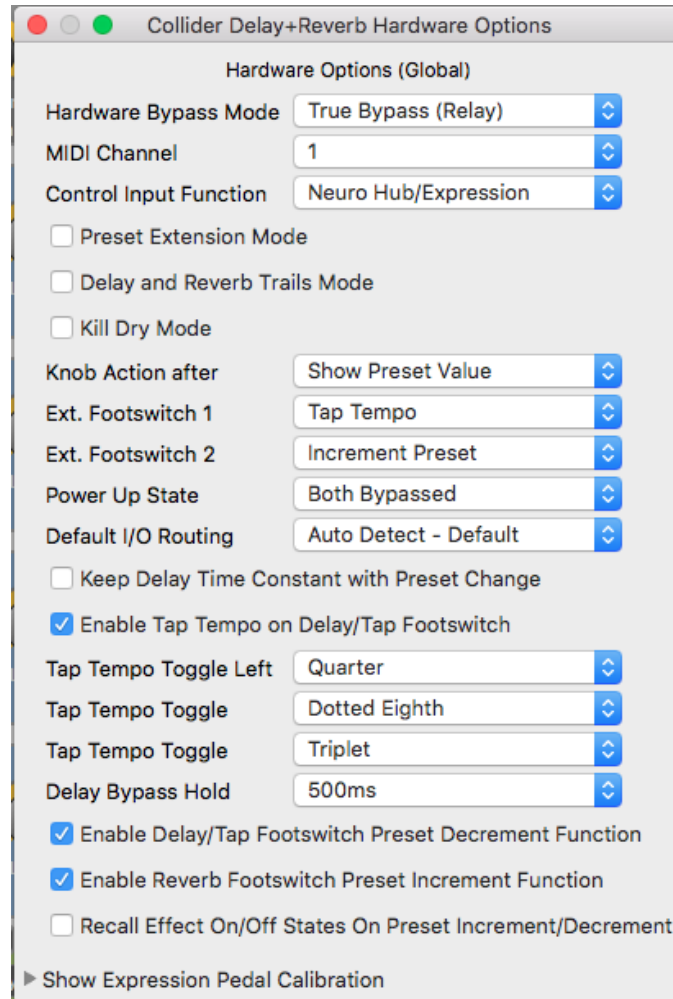 Collider Delay+Reverb Hardware Options
Hardware Options (Global)
Hardware Bypass Mode True Bypass (Relay)
MIDI Channel 1
Control Input Function Neuro Hub/Expression
Preset Extension Mode
Delay and Reverb Trails Mode
Kill Dry Mode
Knob Action after Show Preset Value
Ext. Footswitch 1 Tap Tempo
Ext. Footswitch 2 Increment Preset
Power Up State Both Bypassed
Default I/O Routing Auto Detect - Default
Keep Delay Time Constant with Preset Change
Enable Tap Tempo on Delay/Tap Footswitch
Tap Tempo Toggle Left Quarter
Tap Tempo Toggle Dotted Eighth
Tap Tempo Toggle Triplet
Delay Bypass Hold 500ms
Enable Delay/Tap Footswitch Preset Decrement Function
Enable Reverb Footswitch Preset Increment Function
Recall Effect On/Off States On Preset Increment/Decrement
Show Expression Pedal Calibration